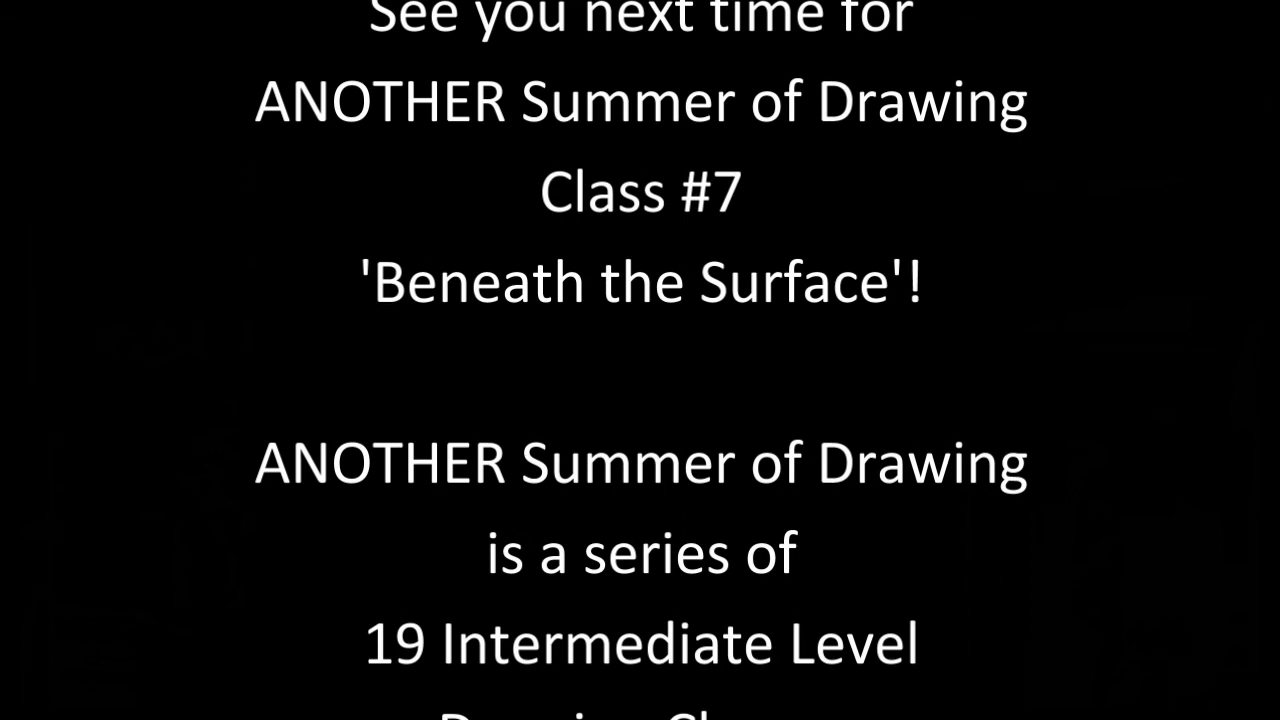 See you next time for
ANOTHER Summer of Drawing
Class #7
'Beneath the Surface'!
ANOTHER Summer of Drawing
is a series of
19 Intermediate Level